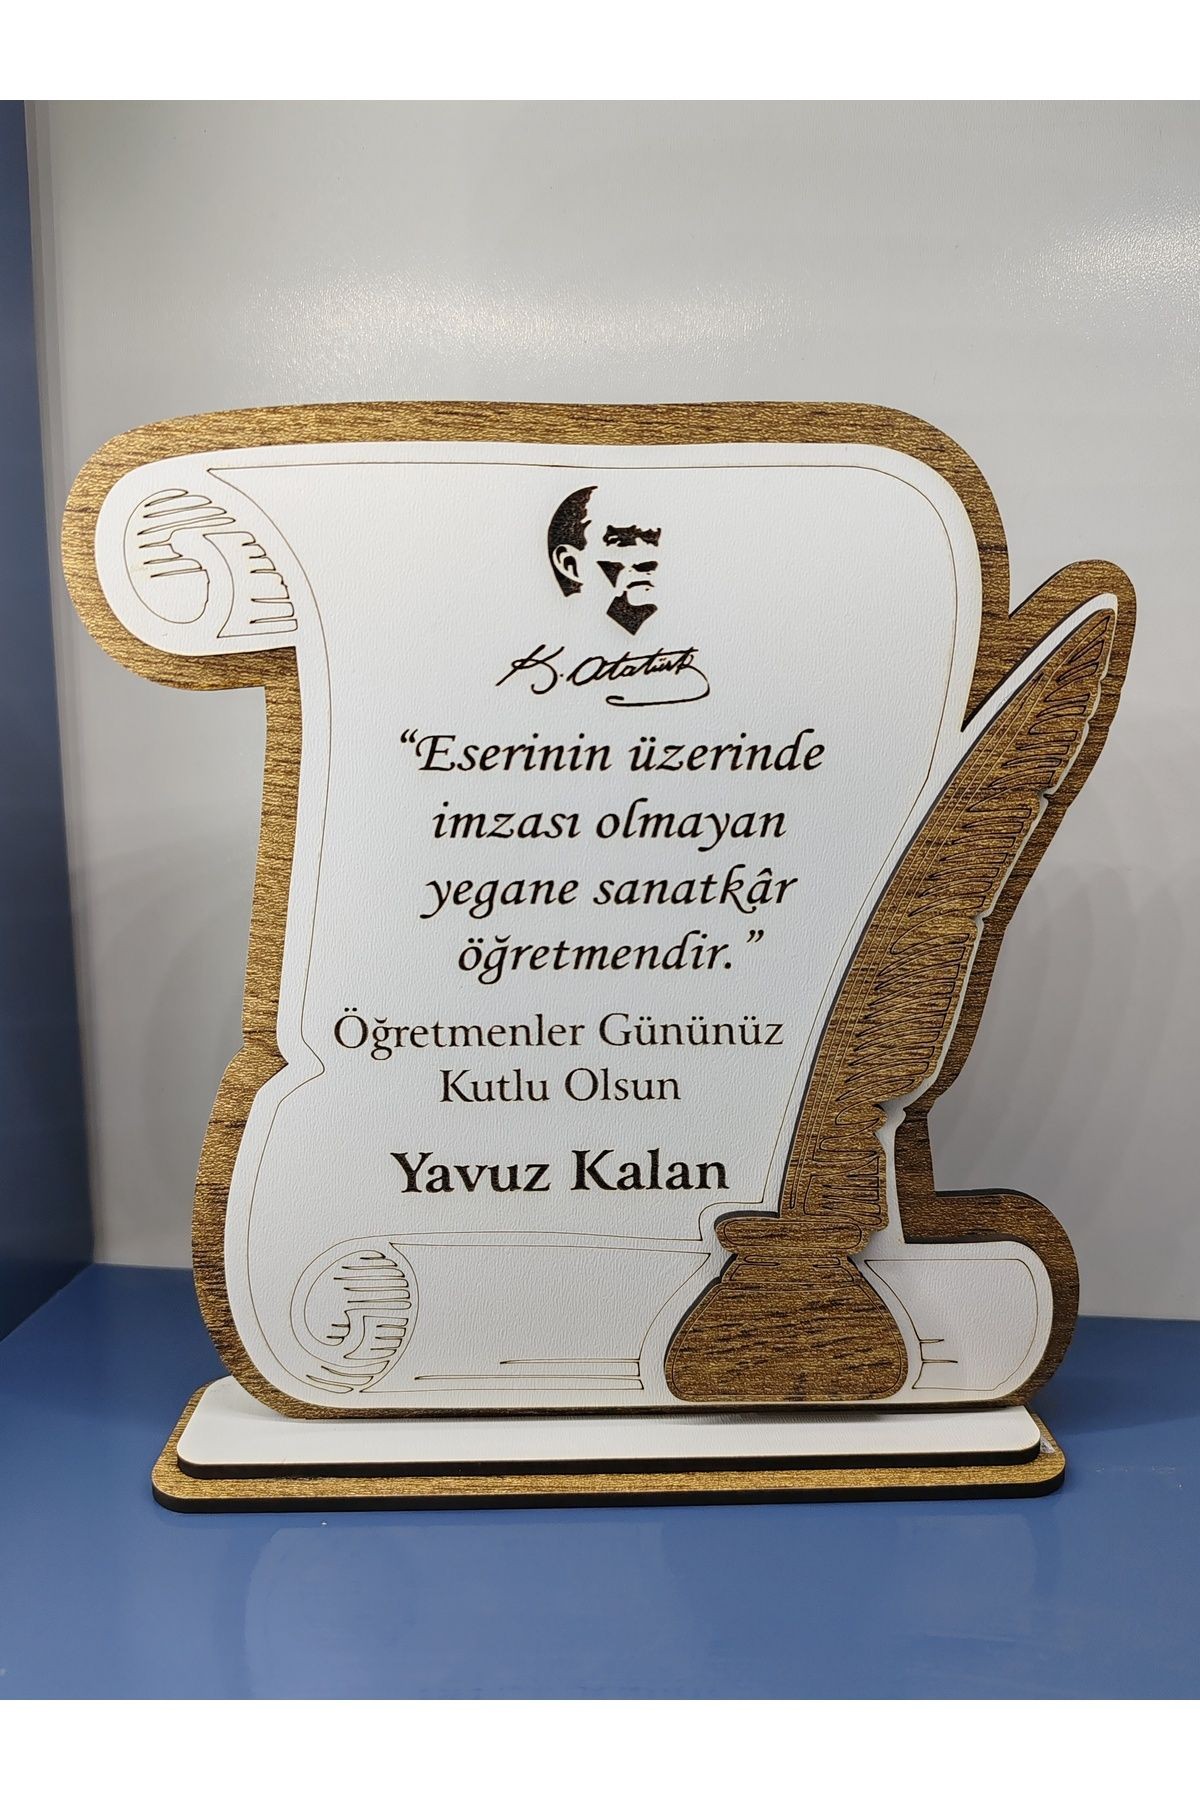 K. Atatürk
“Eserinin üzerinde
imzası olmayan
yegane sanatkâr
öğretmendir.”
Öğretmenler Gününüz
Kutlu Olsun
Yavuz Kalan